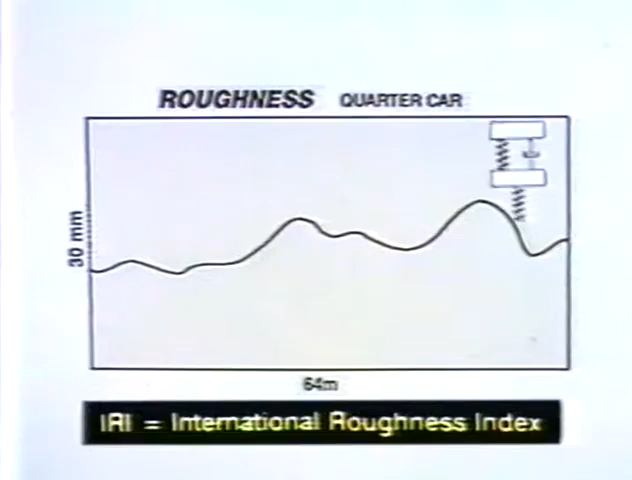 ROUGHNESS QUARTER CAR
30 mm
64m
IRI = International Roughness Index